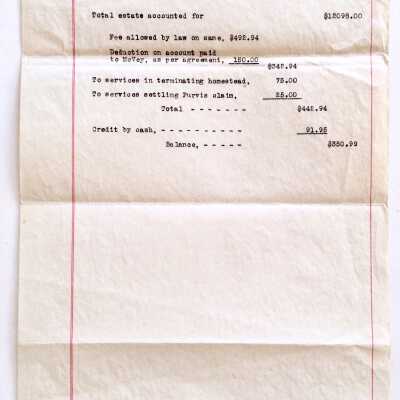 Total estate accounted for $12098.00
Fee allowed by law on same, $492.94
Deduction on account paid
to McVey, as per agreement, 150.00
$342.94
To services in terminating homestead, 75.00
To services settling Purvis claim, 25.00
Total - - - - - - - $442.94
Credit by cash, - - - - - - - - - - 91.95
Balance, - - - - - $350.99